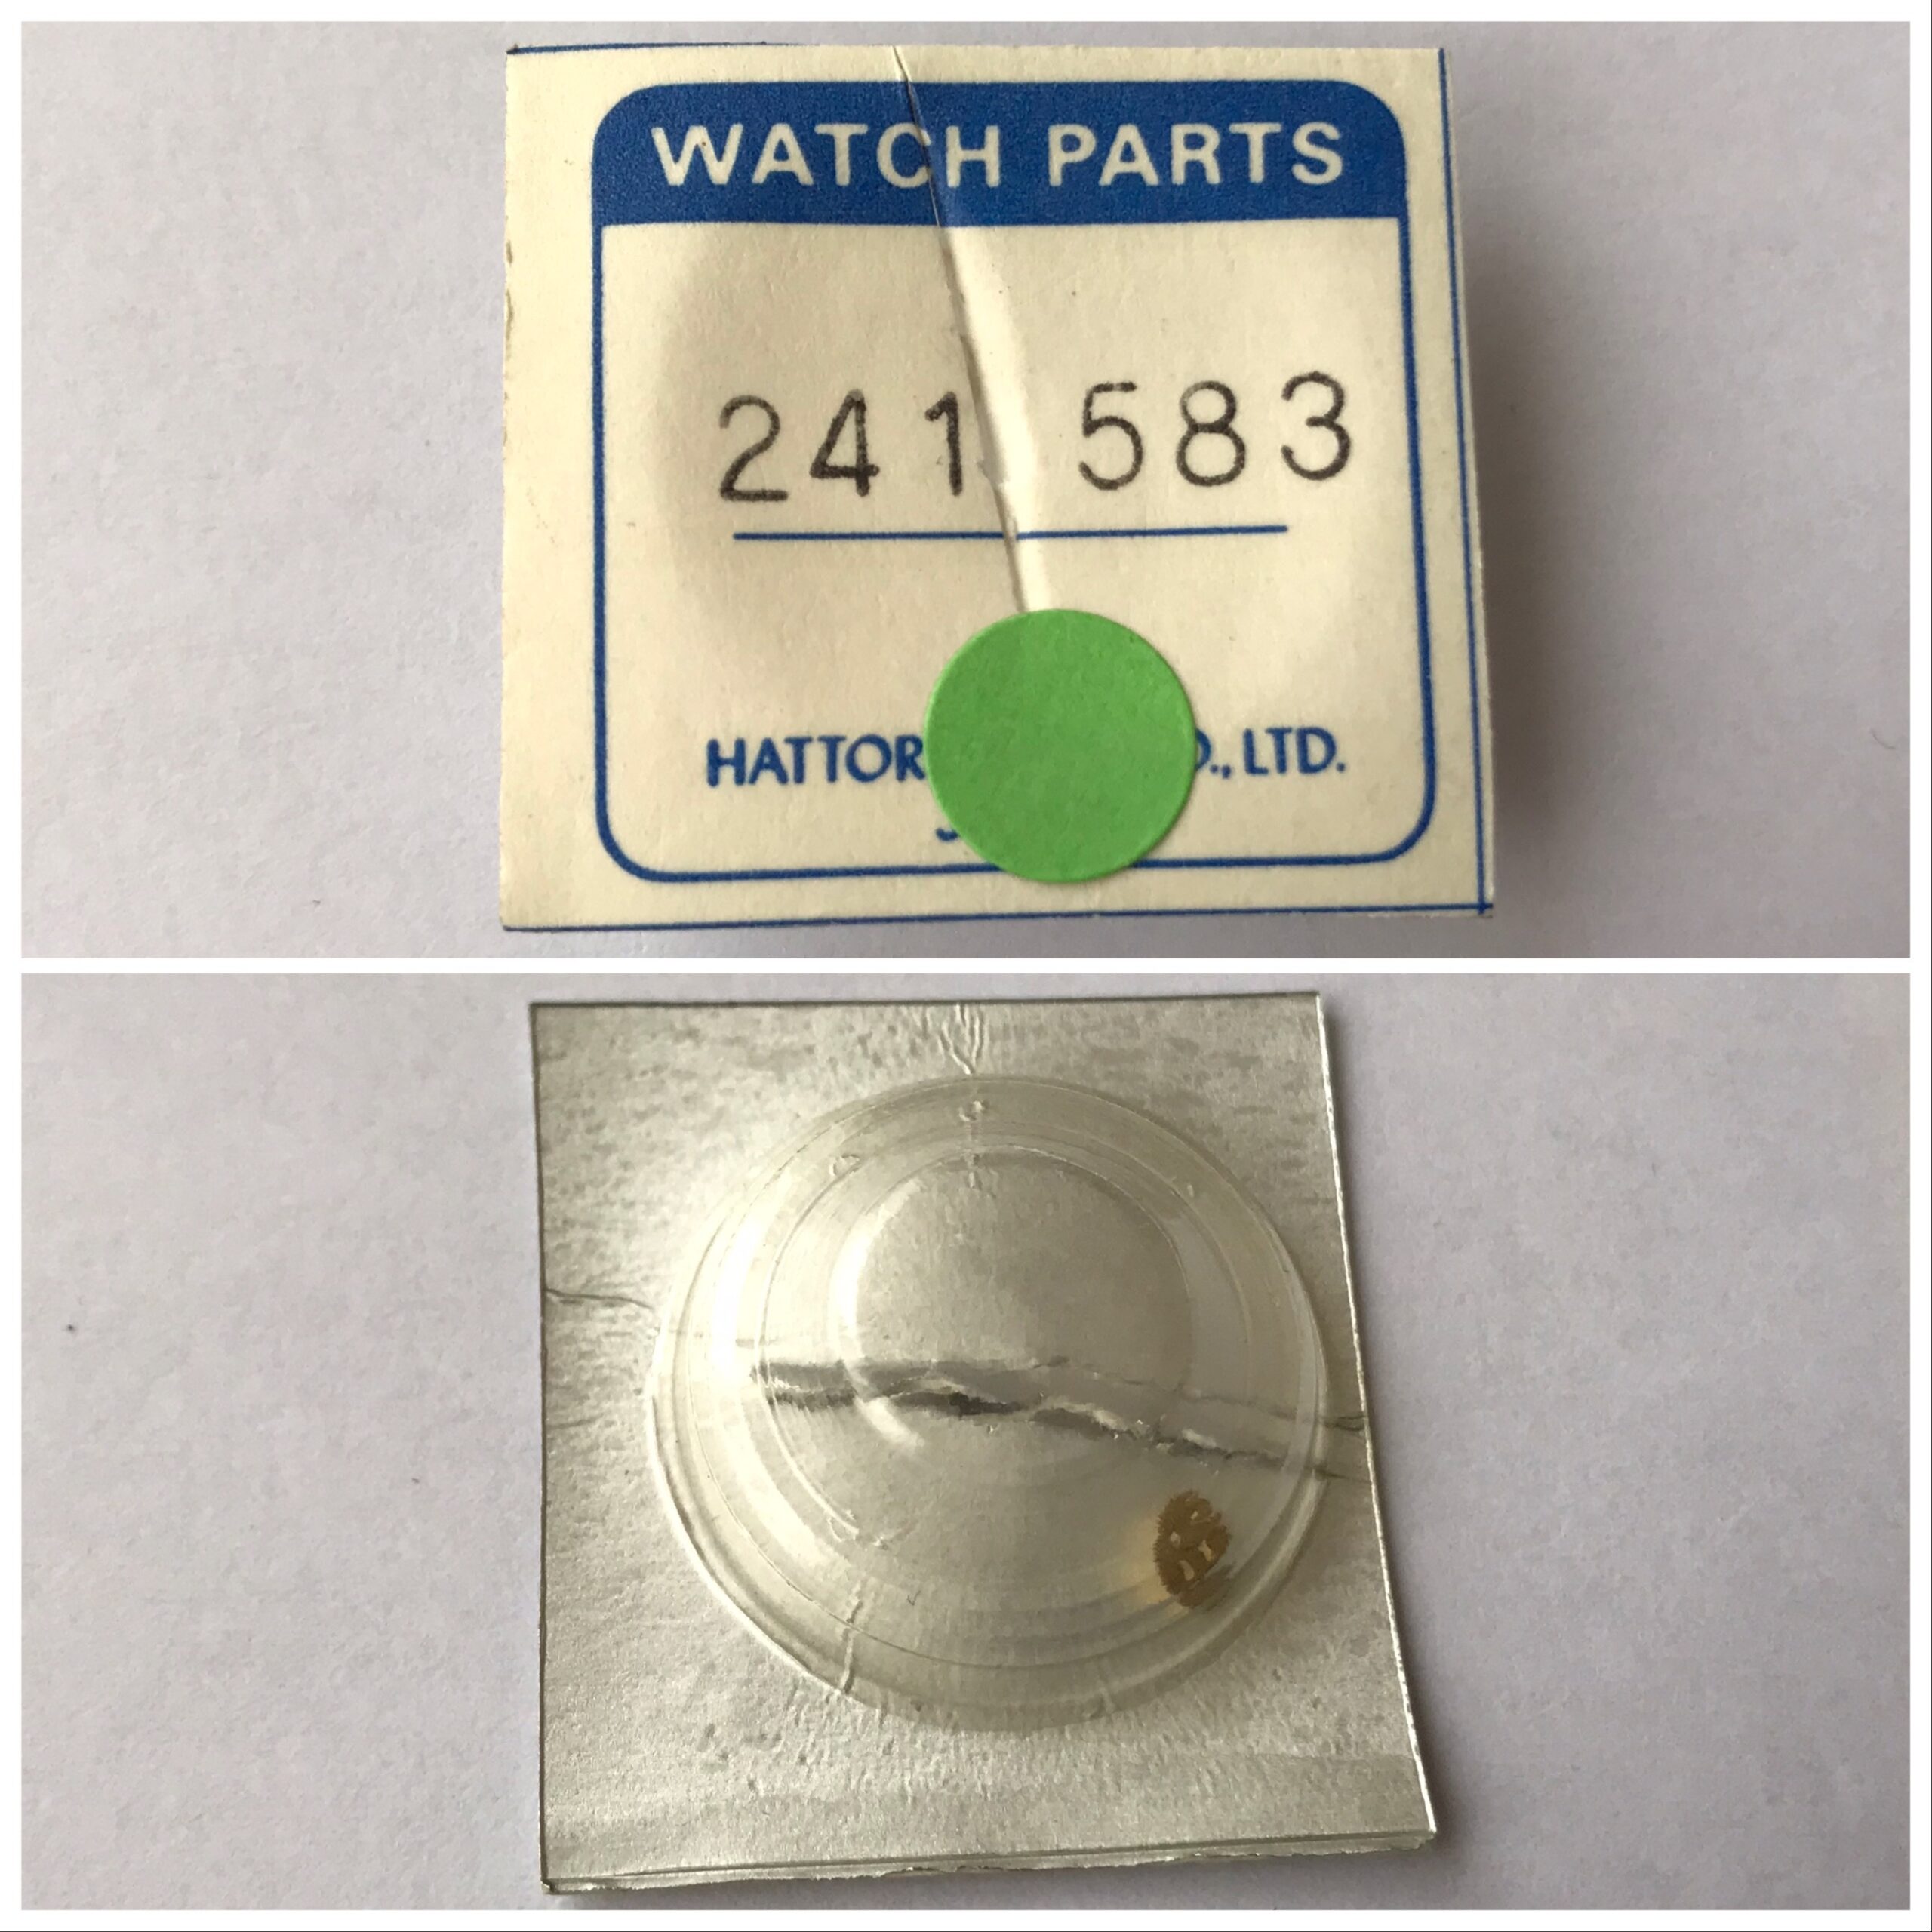 WATCH PARTS
241 583
HATTOR O., LTD.